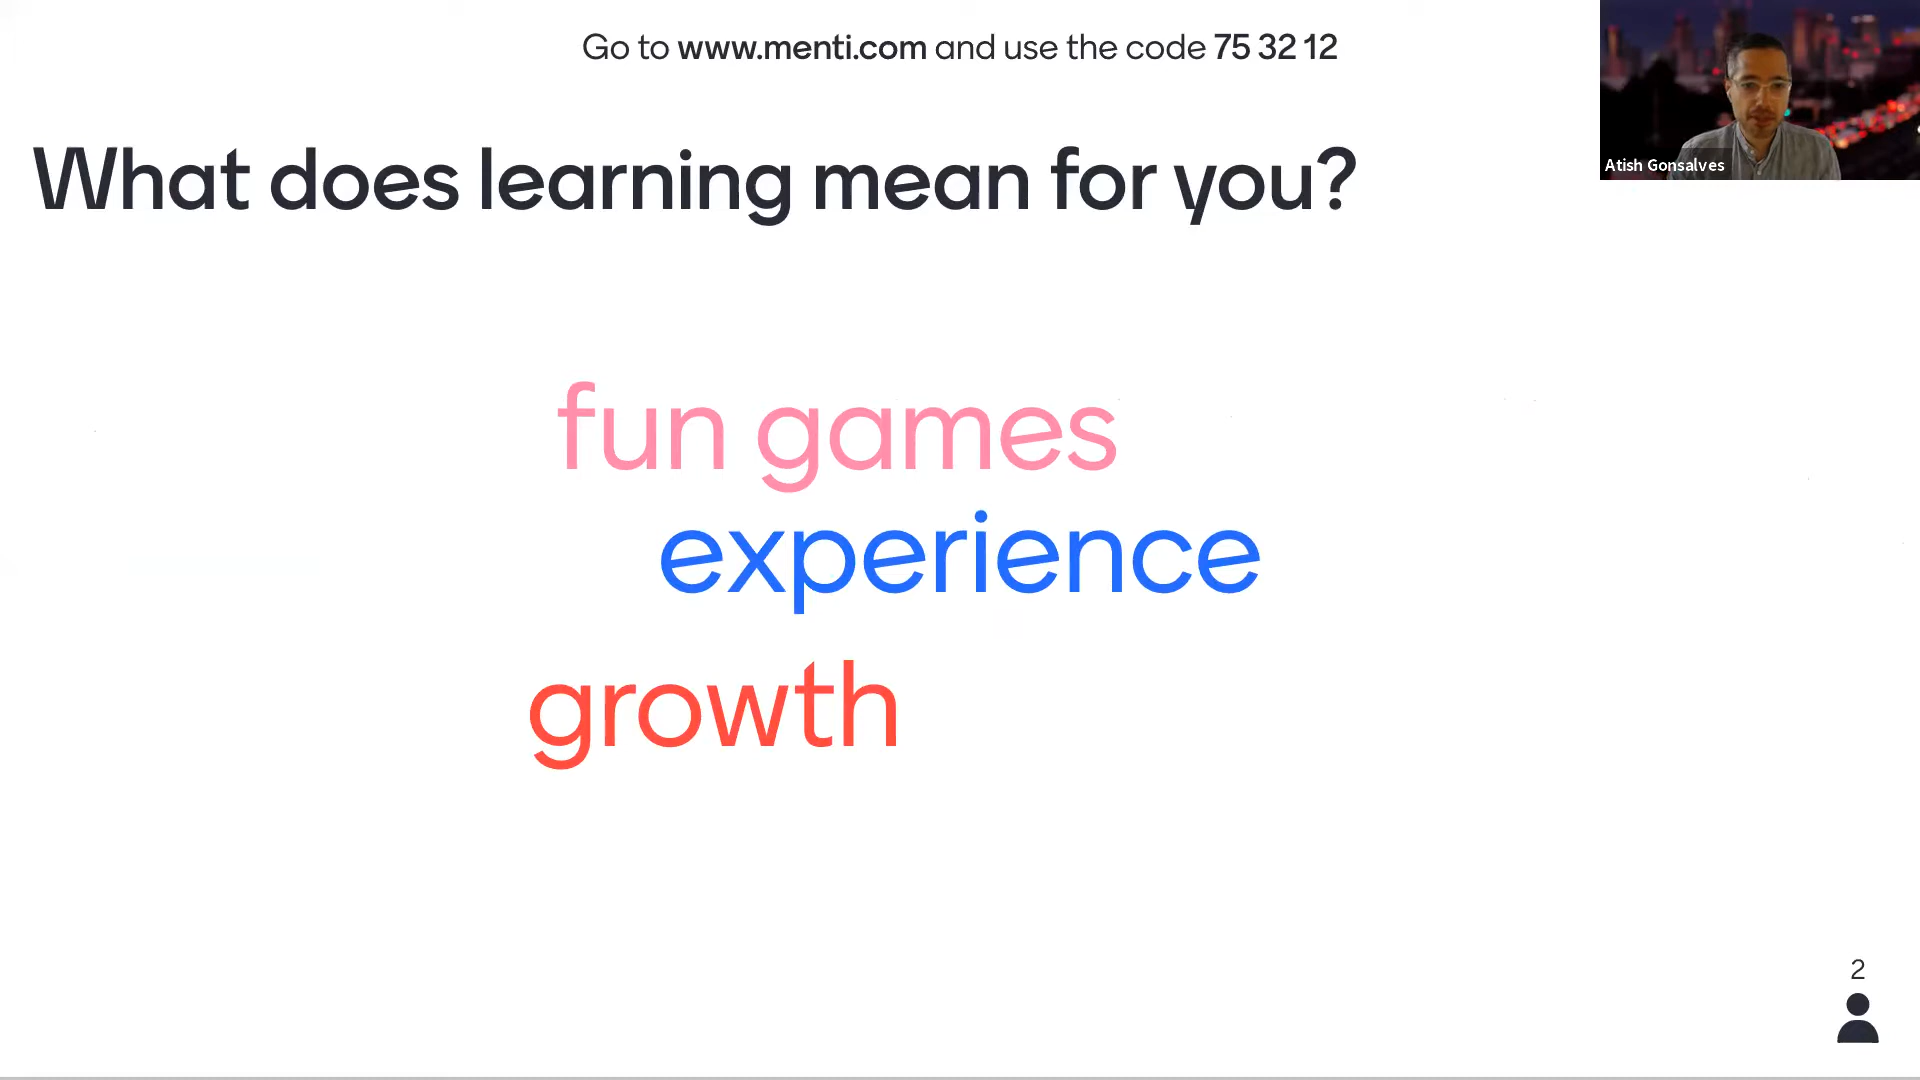 Go to www.menti.com and use the code 75 32 12
What does learning mean for you?
Atish Gonsalves
fun games
experience
growth
2